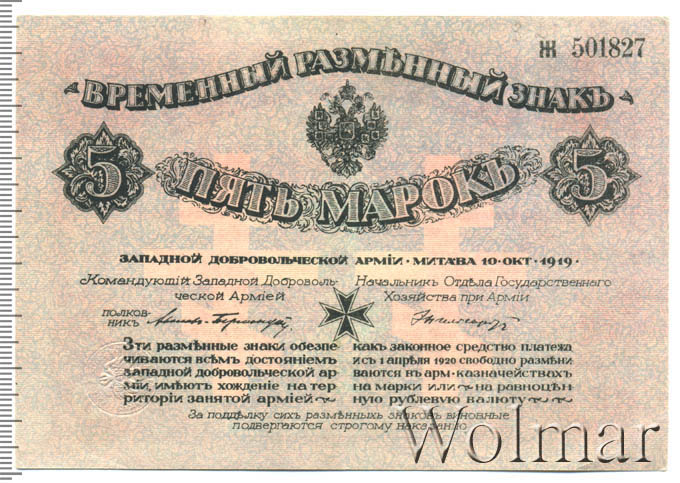 Ж 501827
ВРЕМЕННЫЙ РАЗМѢННЫЙ ЗНАКЪ
5 ПЯТЬ МАРОКЪ 5
ЗАПАДНОЙ ДОБРОВОЛЬЧЕСКОЙ АРМІИ · МИТАВА 10 · ОКТ · 1919 ·
Командующій Западной Доброволь-
ческой Арміей
полков-
никъ
Начальникъ Отдѣла Государственнаго
Хозяйства при Арміи
Эти размѣнные знаки обезпе-
чиваются всѣмъ достояніемъ
западной добровольческой ар
міи, имѣютъ хожденіе на тер
риторіи занятой арміей
какъ законное средство платежа
и съ 1 апрѣля 1920 свободно размѣни
ваются въ арм · казначействахъ
на марки или на равноцѣн
ную рублевую валюту
За поддѣлку сихъ размѣнныхъ знаковъ виновные
подвергаются строгому наказанію
Wolmar